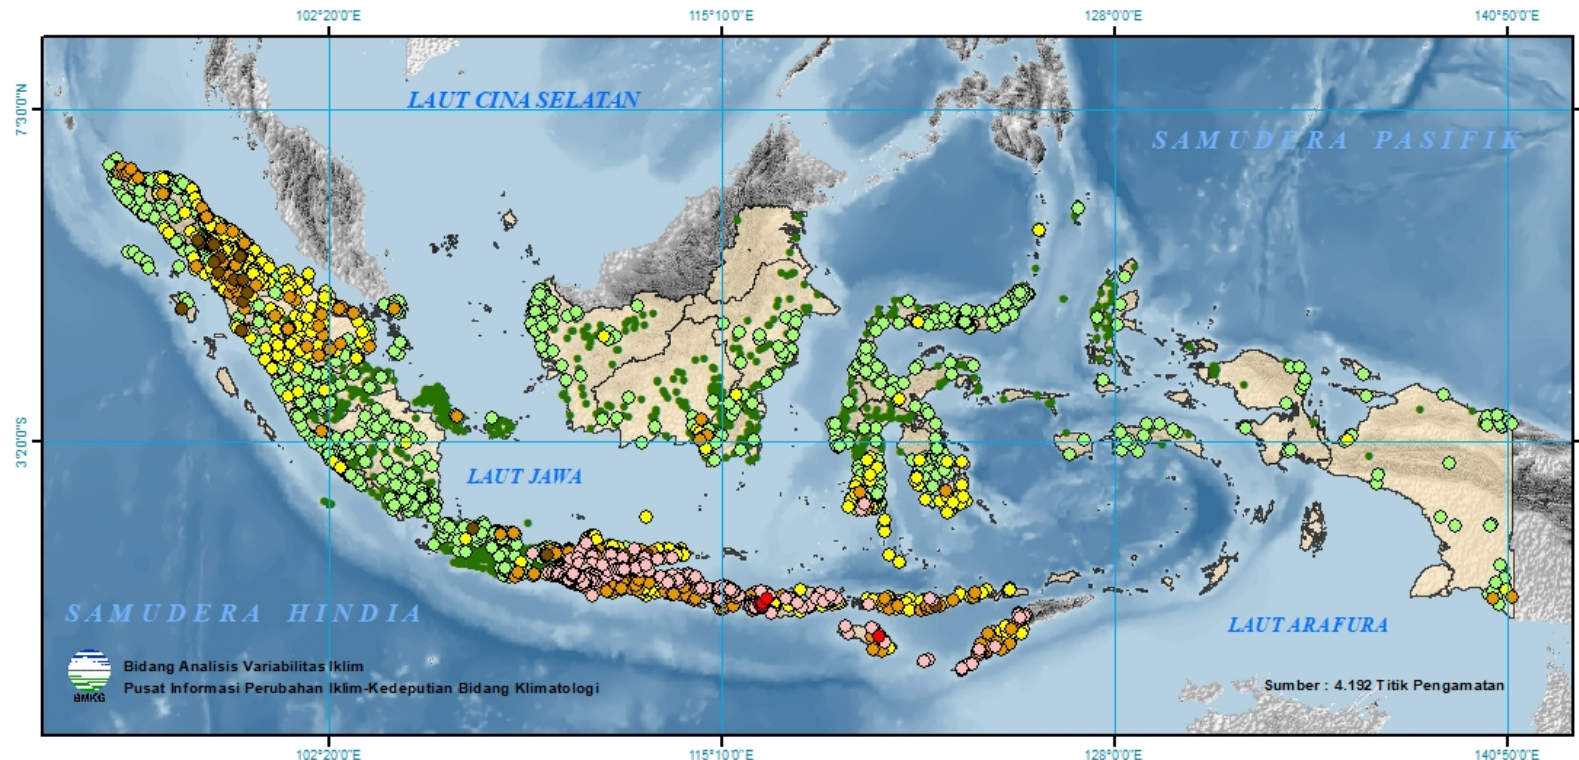 102°20'0"E 115°10'0"E 128°0'0"E 140°50'0"E
7°30'0"N
LAUT CINA SELATAN
SAMUDERA PASIFIK
3°20'0"S
LAUT JAWA
SAMUDERA HINDIA
LAUT ARAFURA
Bidang Analisis Variabilitas Iklim
Pusat Informasi Perubahan Iklim-Kedeputian Bidang Klimatologi
BMKG
Sumber : 4.192 Titik Pengamatan
102°20'0"E 115°10'0"E 128°0'0"E 140°50'0"E